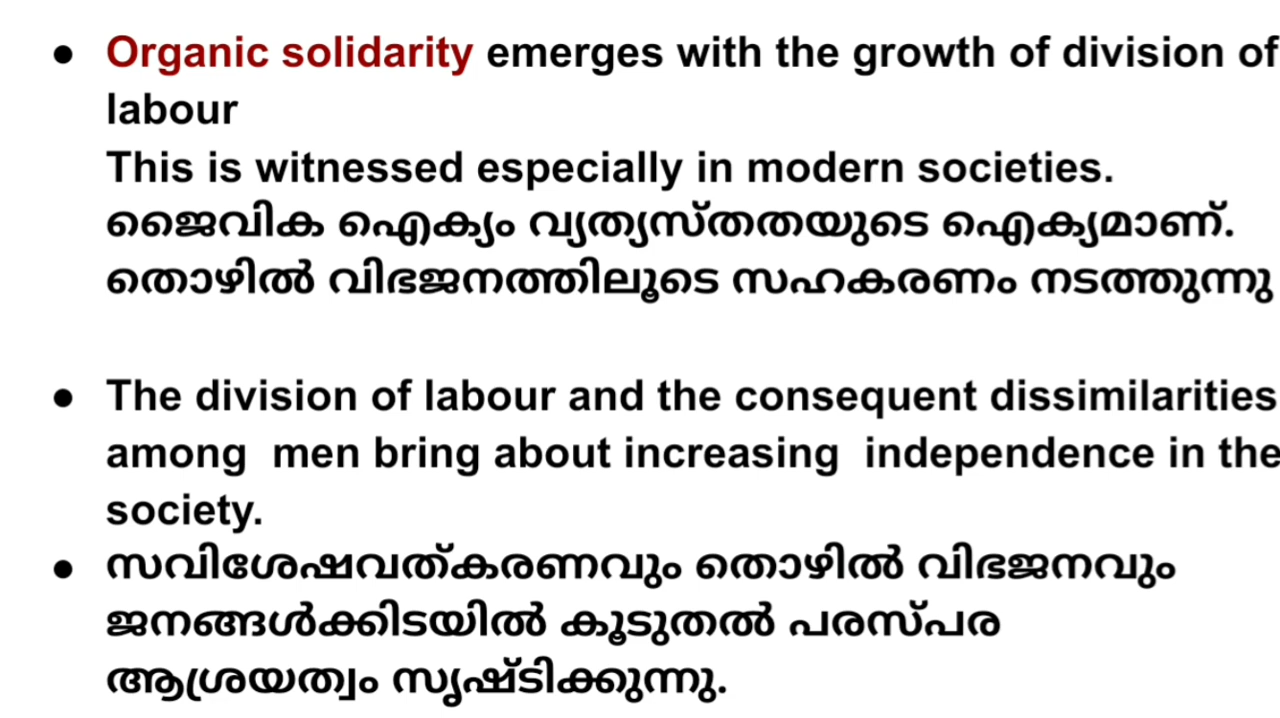 ● Organic solidarity emerges with the growth of division of
labour
This is witnessed especially in modern societies.
ജൈവിക ഐക്യം വ്യത്യസ്തതയുടെ ഐക്യമാണ്.
തൊഴിൽ വിഭജനത്തിലൂടെ സഹകരണം നടത്തുന്നു
● The division of labour and the consequent dissimilarities
among men bring about increasing independence in the
society.
● സവിശേഷവത്കരണവും തൊഴിൽ വിഭജനവും
ജനങ്ങൾക്കിടയിൽ കൂടുതൽ പരസ്പര
ആശ്രയത്വം സൃഷ്ടിക്കുന്നു.